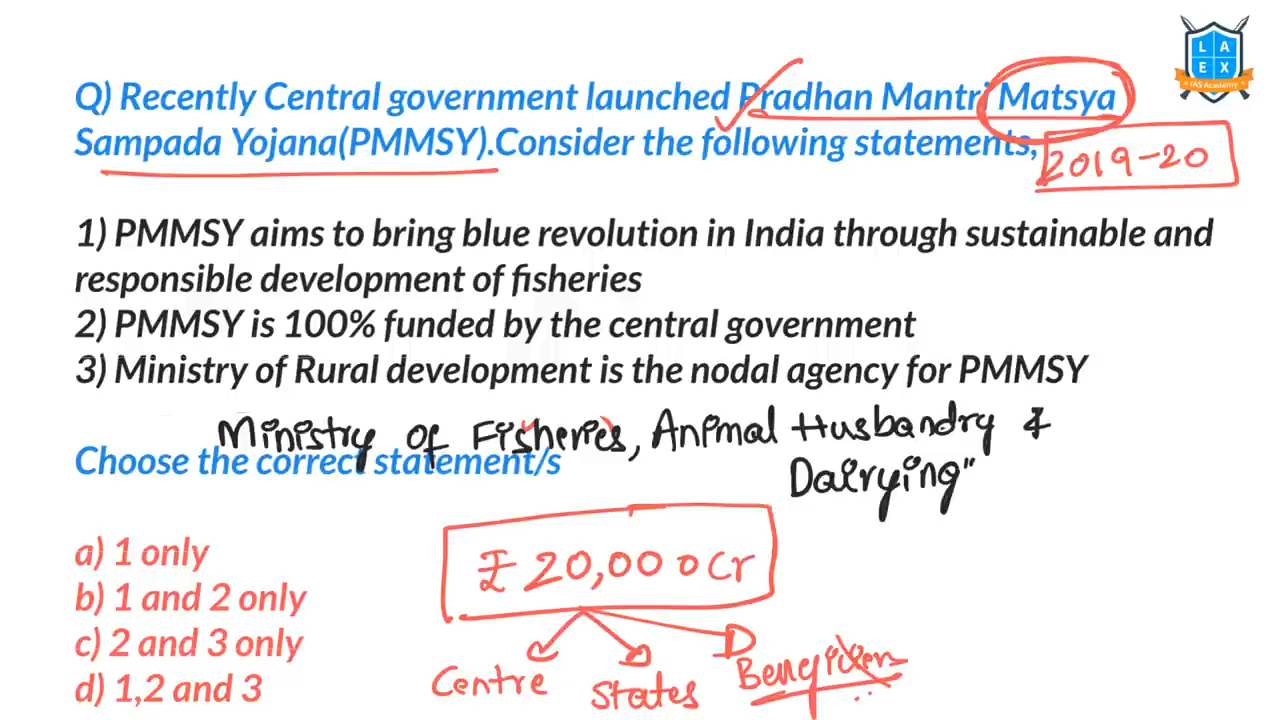 L A
E X
IAS Academy
Q) Recently Central government launched Pradhan Mantri Matsya
Sampada Yojana(PMMSY).Consider the following statements,
2019-20
1) PMMSY aims to bring blue revolution in India through sustainable and
responsible development of fisheries
2) PMMSY is 100% funded by the central government
3) Ministry of Rural development is the nodal agency for PMMSY
Ministry of Fisheries, Animal Husbandry &
Dairying"
Choose the correct statement/s
a) 1 only
b) 1 and 2 only
c) 2 and 3 only
d) 1,2 and 3
₹ 20,000 Cr
Centre
States